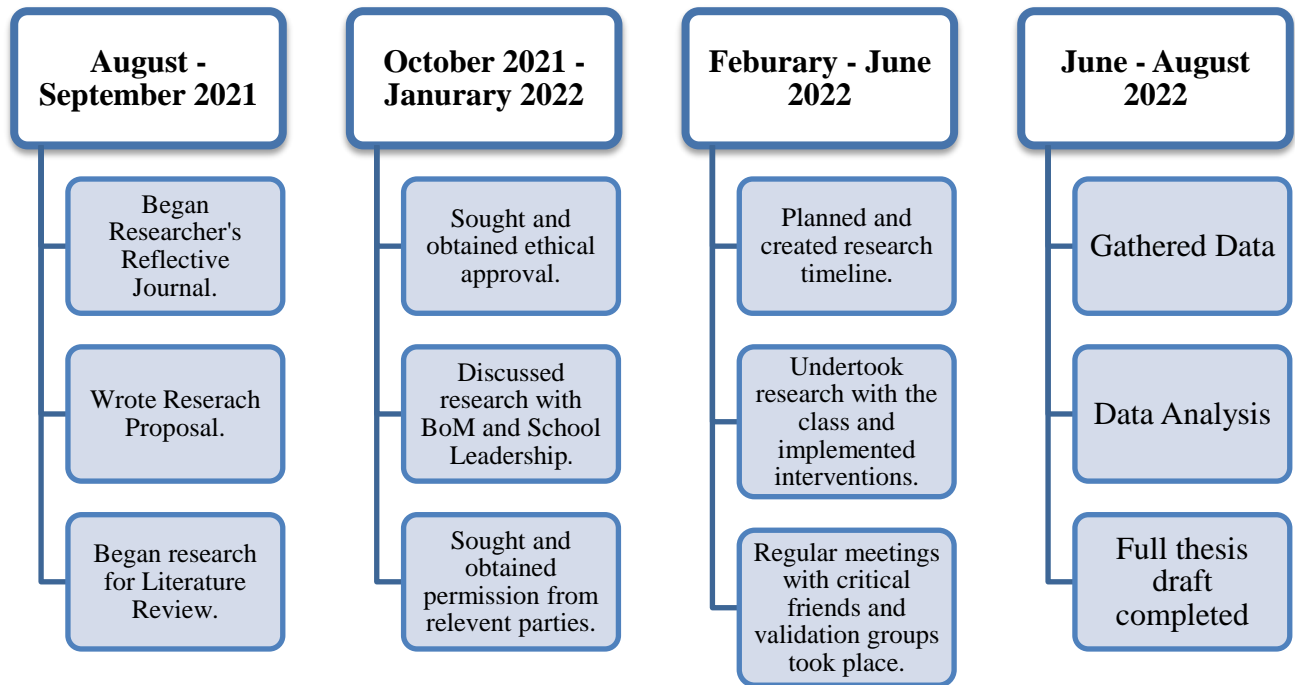 August -
September 2021
Began
Researcher's
Reflective
Journal.
Wrote Reserach
Proposal.
Began research
for Literature
Review.
October 2021 -
Janurary 2022
Sought and
obtained ethical
approval.
Discussed
research with
BoM and School
Leadership.
Sought and
obtained
permission from
relevent parties.
Feburary - June
2022
Planned and
created research
timeline.
Undertook
research with the
class and
implemented
interventions.
Regular meetings
with critical
friends and
validation groups
took place.
June - August
2022
Gathered Data
Data Analysis
Full thesis
draft
completed